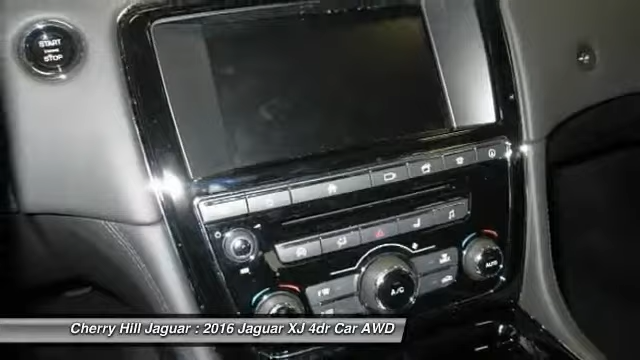 START
STOP
A/C
AUTO
Cherry Hill Jaguar : 2016 Jaguar XJ 4dr Car AWD